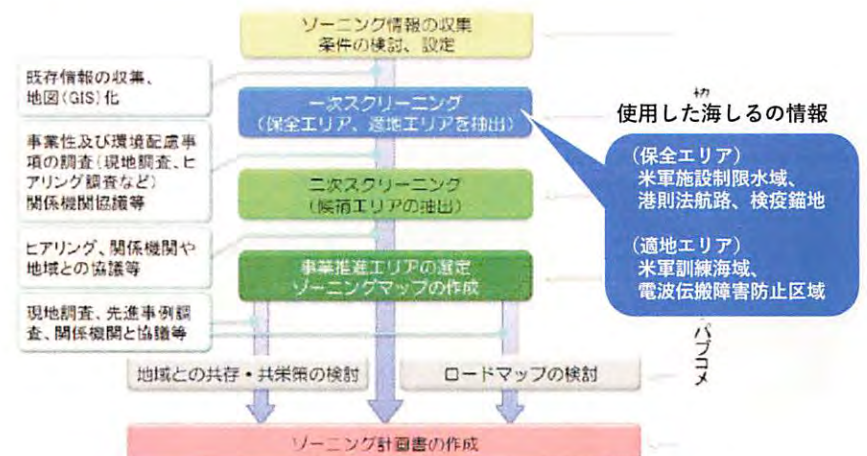 ゾーニング情報の収集
条件の検討、設定
既存情報の収集、
地図(GIS)化
一次スクリーニング
(保全エリア、適地エリアを抽出)
使用した海しるの情報
(保全エリア)
米軍施設制限水域、
港則法航路、検疫錨地
(適地エリア)
米軍訓練海域、
電波伝搬障害防止区域
事業性及び環境配慮事
項の調査(現地調査、ヒ
アリング調査など)
関係機関協議等
二次スクリーニング
(候補エリアの抽出)
ヒアリング、関係機関や
地域との協議等
事業推進エリアの選定
ゾーニングマップの作成
現地調査、先進事例調
査、関係機関と協議等
パブコメ
地域との共存・共栄策の検討
ロードマップの検討
ゾーニング計画書の作成